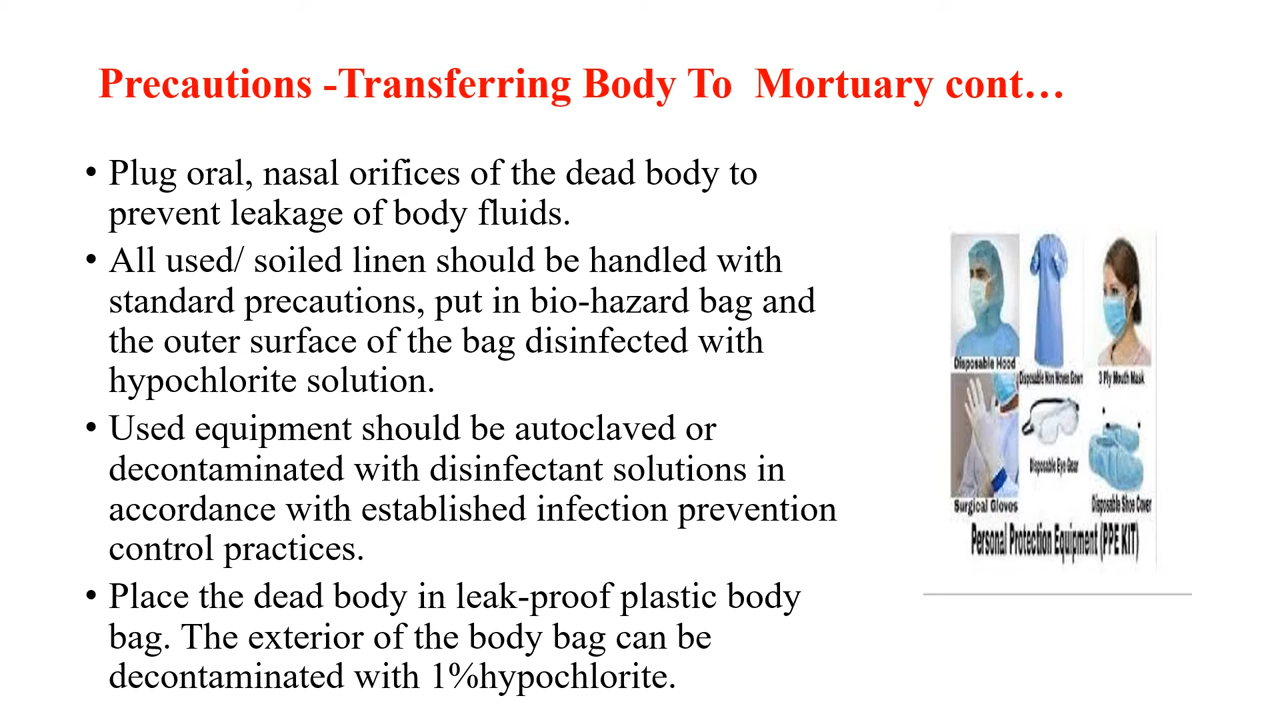 Precautions -Transferring Body To  Mortuary cont…
• Plug oral, nasal orifices of the dead body to
prevent leakage of body fluids.
• All used/ soiled linen should be handled with
standard precautions, put in bio-hazard bag and
the outer surface of the bag disinfected with
hypochlorite solution.
• Used equipment should be autoclaved or
decontaminated with disinfectant solutions in
accordance with established infection prevention
control practices.
• Place the dead body in leak-proof plastic body
bag. The exterior of the body bag can be
decontaminated with 1%hypochlorite.
Disposable Hood
Disposable Non Woven Gown
3 Ply Mouth Mask
Surgical Gloves
Disposable Eye Gear
Disposable Shoe Cover
Personal Protection Equipment (PPE KIT)